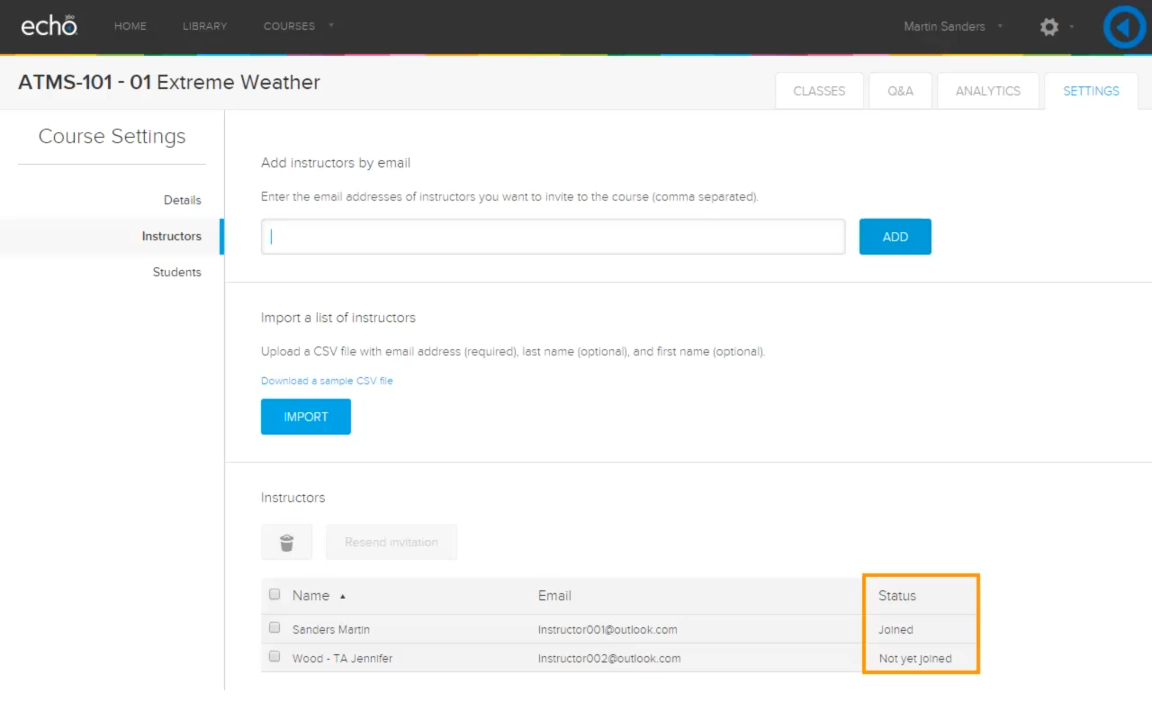 echo360
HOME LIBRARY COURSES Martin Sanders
ATMS-101 - 01 Extreme Weather
CLASSES Q&A ANALYTICS SETTINGS
Course Settings
Details
Instructors
Students
Add instructors by email
Enter the email addresses of instructors you want to invite to the course (comma separated).
ADD
Import a list of instructors
Upload a CSV file with email address (required), last name (optional), and first name (optional).
Download a sample CSV file
IMPORT
Instructors
Resend invitation
Name Email Status
Sanders Martin Instructor001@outlook.com Joined
Wood - TA Jennifer Instructor002@outlook.com Not yet joined